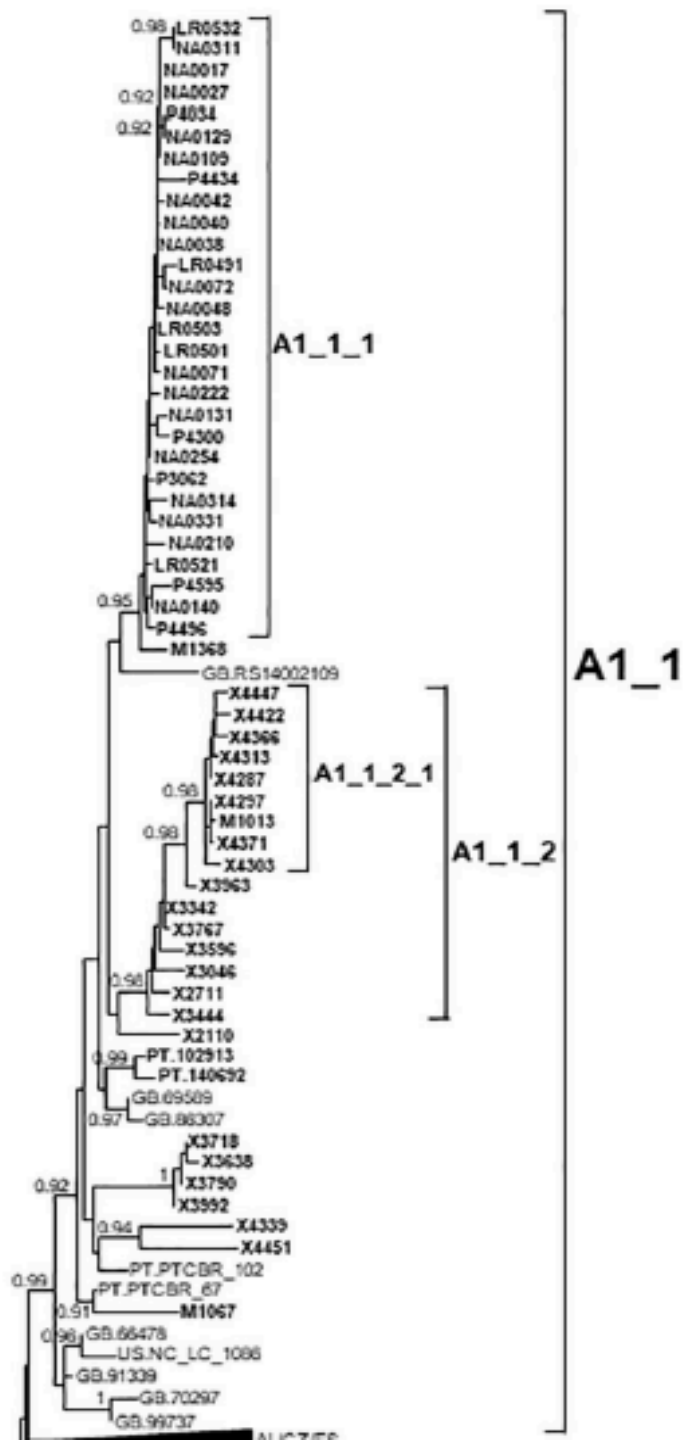 0.98
LR0532
NA0311
NA0017
0.92
NA0027
P4034
0.92
NA0129
NA0109
P4434
NA0042
NA0040
NA0038
LR0491
NA0072
NA0048
LR0503
A1_1_1
LR0501
NA0071
NA0222
NA0131
P4300
NA0254
P3062
NA0314
NA0331
NA0210
LR0521
P4595
0.95
NA0140
P4496
M1368
A1_1
GB.RS14002109
X4447
X4422
X4366
X4313
A1_1_2_1
X4287
0.98
X4297
M1013
0.98
X4371
A1_1_2
X4303
X3963
X3342
X3767
X3596
X3046
0.98
X2711
X3444
X2110
0.99
PT.102913
PT.140692
GB.69589
0.97
GB.86307
X3718
X3638
1
X3790
0.92
X3992
0.94
X4339
X4451
PT.PTCBR_102
0.99
PT.PTCBR_67
0.91
M1067
0.96
GB.66478
US.NC_LC_1086
GB.91339
1
GB.70297
GB.99737